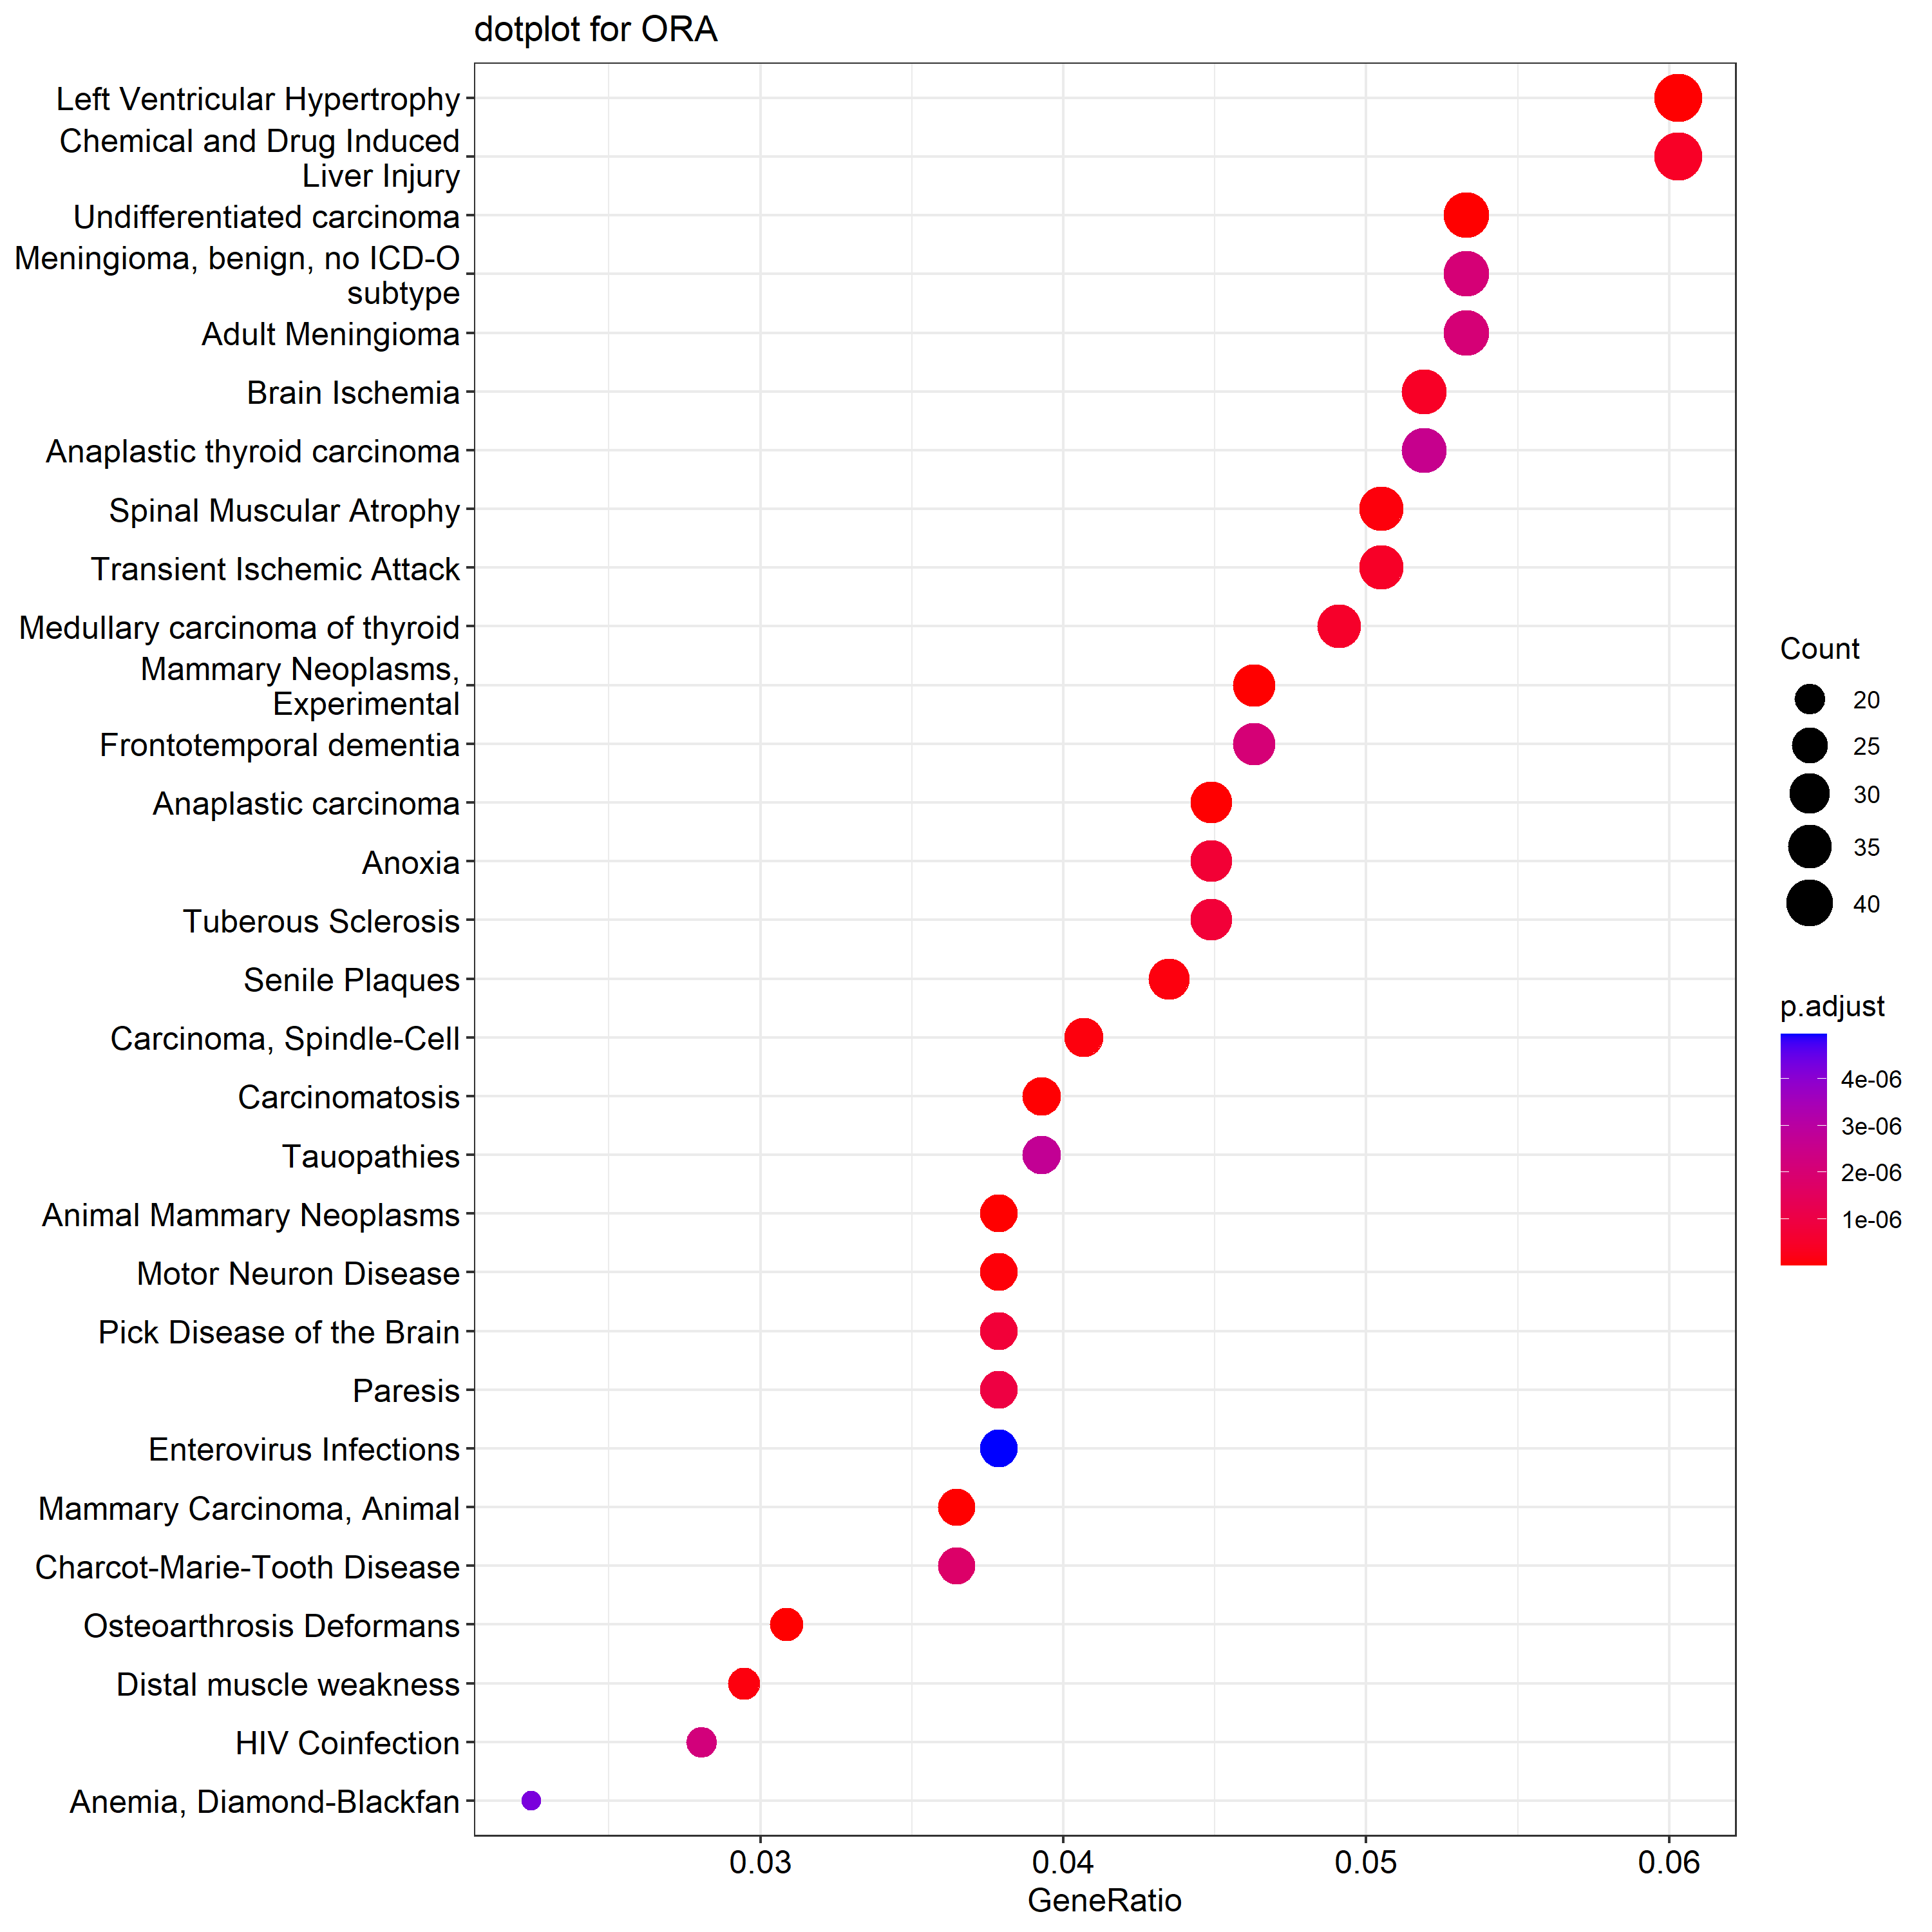 dotplot for ORA
Left Ventricular Hypertrophy
Chemical and Drug Induced
Liver Injury
Undifferentiated carcinoma
Meningioma, benign, no ICD-O
subtype
Adult Meningioma
Brain Ischemia
Anaplastic thyroid carcinoma
Spinal Muscular Atrophy
Transient Ischemic Attack
Medullary carcinoma of thyroid
Mammary Neoplasms,
Experimental
Frontotemporal dementia
Anaplastic carcinoma
Anoxia
Tuberous Sclerosis
Senile Plaques
Carcinoma, Spindle-Cell
Carcinomatosis
Tauopathies
Animal Mammary Neoplasms
Motor Neuron Disease
Pick Disease of the Brain
Paresis
Enterovirus Infections
Mammary Carcinoma, Animal
Charcot-Marie-Tooth Disease
Osteoarthrosis Deformans
Distal muscle weakness
HIV Coinfection
Anemia, Diamond-Blackfan
0.03 0.04 0.05 0.06
GeneRatio
Count
20
25
30
35
40
p.adjust
4e-06
3e-06
2e-06
1e-06